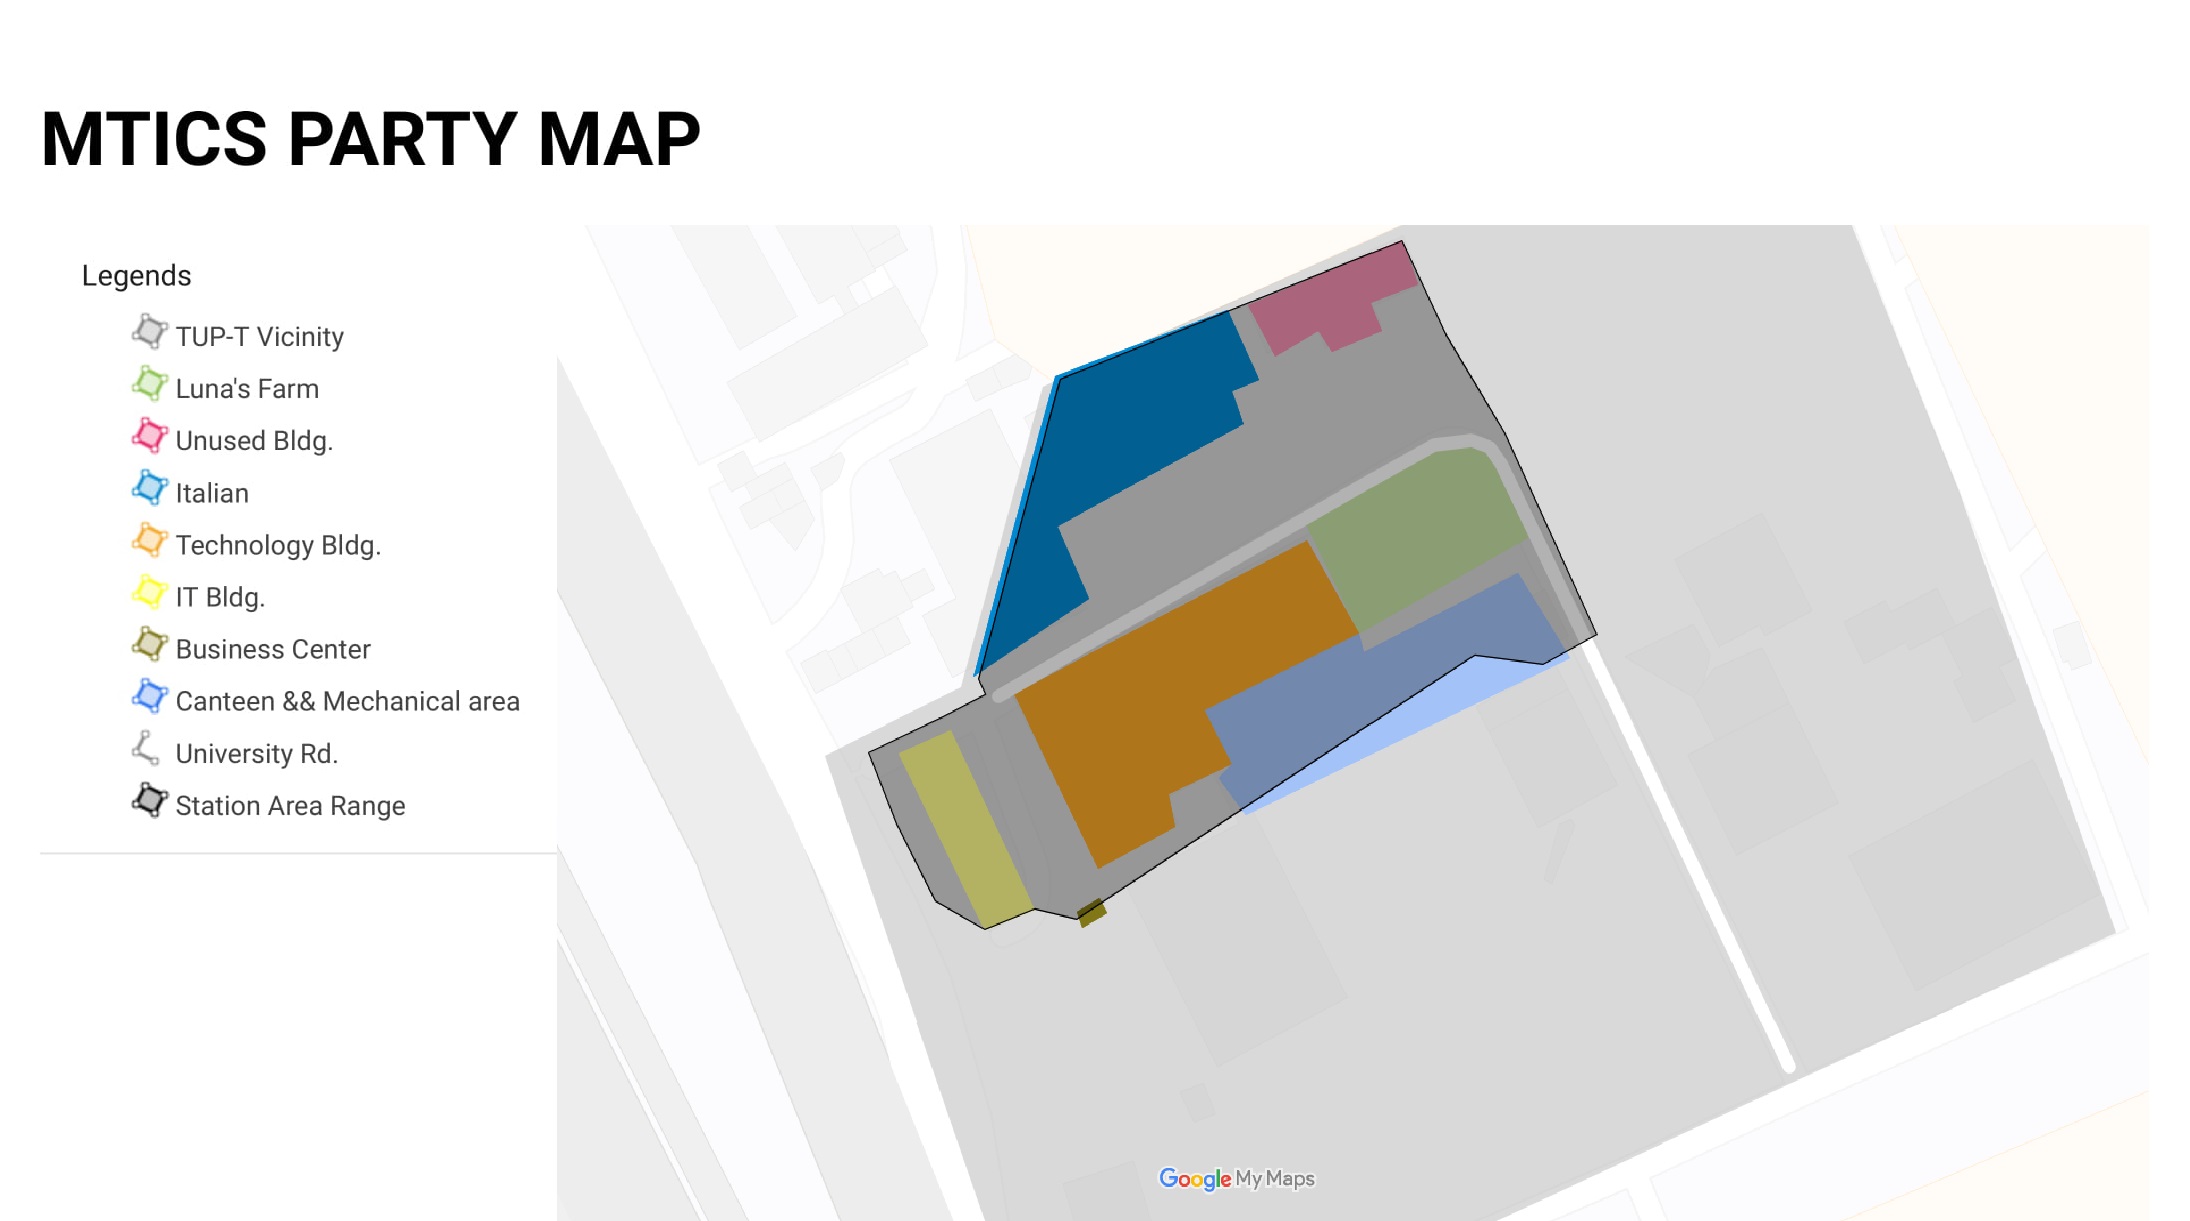 MTICS PARTY MAP
Legends
TUP-T Vicinity
Luna's Farm
Unused Bldg.
Italian
Technology Bldg.
IT Bldg.
Business Center
Canteen && Mechanical area
University Rd.
Station Area Range
Google My Maps